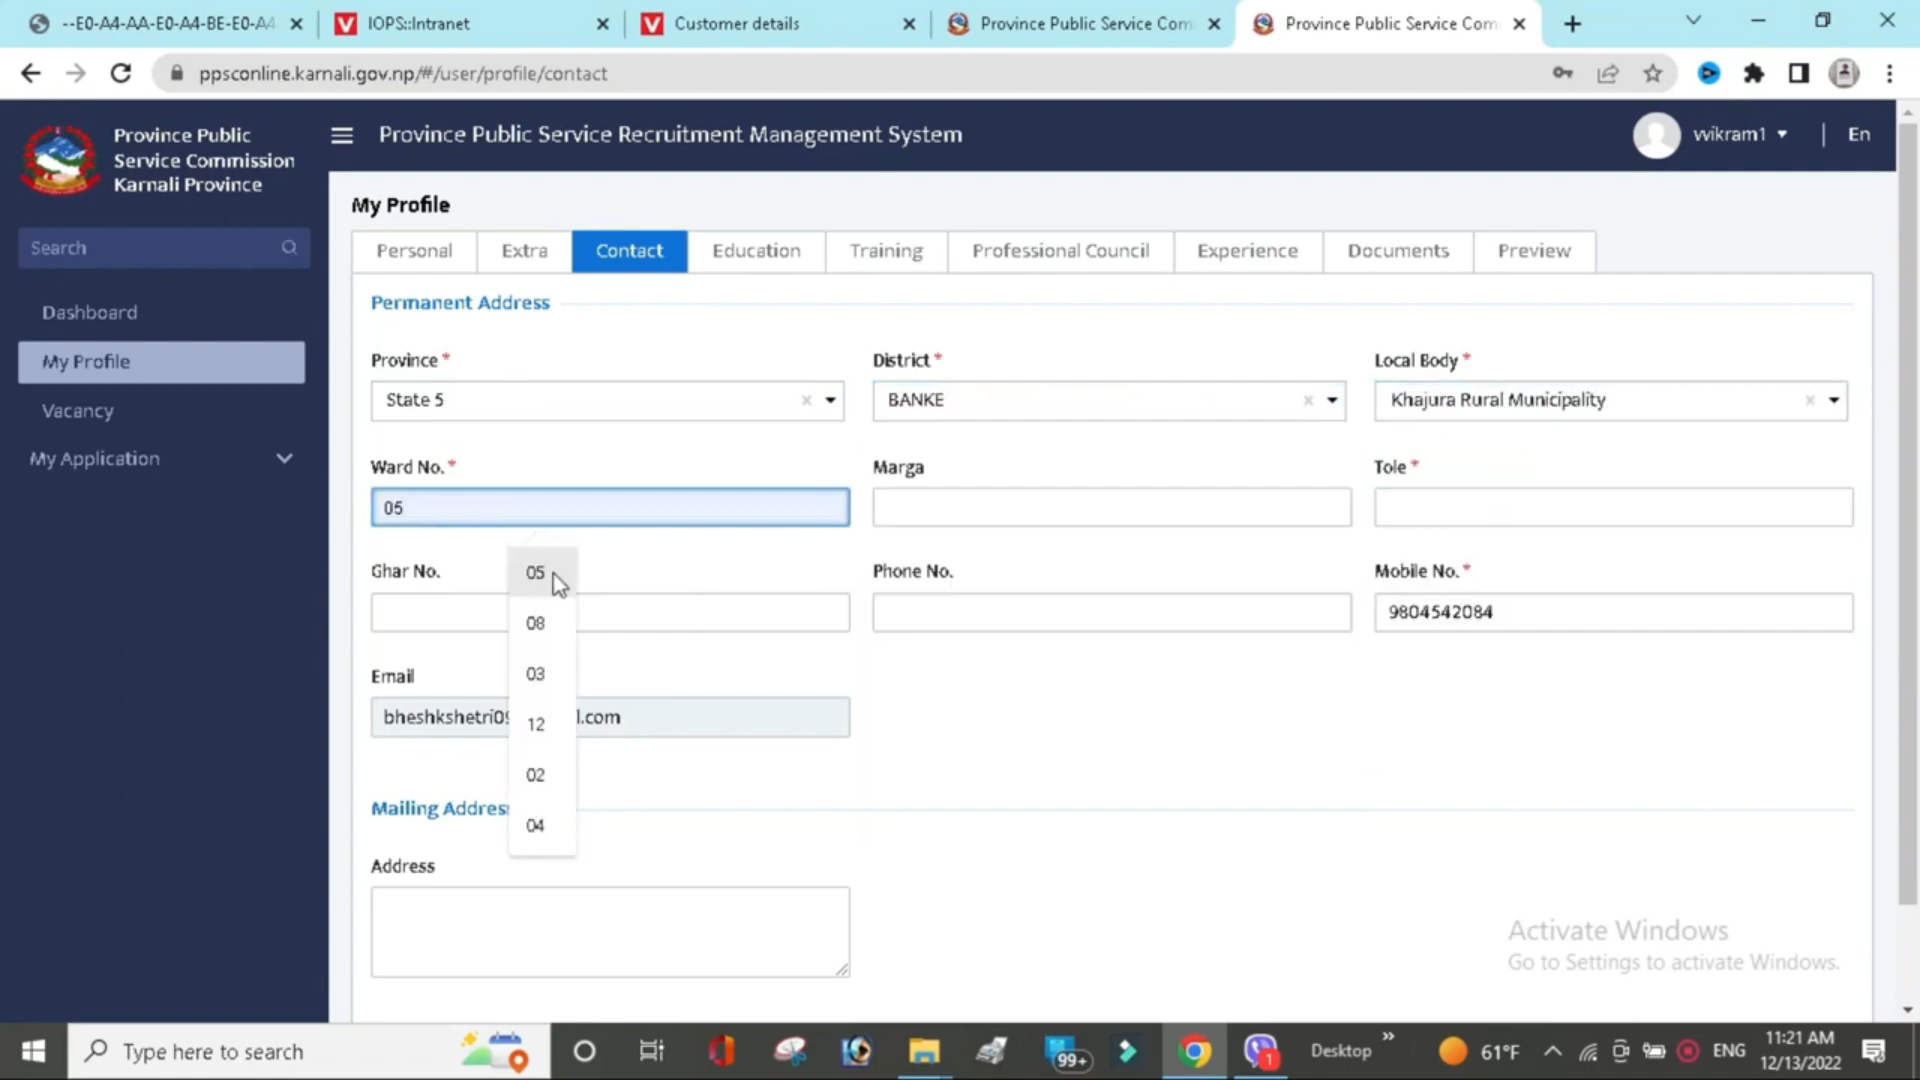 --E0-A4-AA-E0-A4-BE-E0-A4
IOPS::Intranet
Customer details
Province Public Service Com
Province Public Service Com
ppsconline.karnali.gov.np/#/user/profile/contact
Province Public
Service Commission
Karnali Province
Province Public Service Recruitment Management System
vvikram1
En
Search
Dashboard
My Profile
Vacancy
My Application
My Profile
Personal
Extra
Contact
Education
Training
Professional Council
Experience
Documents
Preview
Permanent Address
Province *
District *
Local Body *
State 5
BANKE
Khajura Rural Municipality
Ward No. *
Marga
Tole *
05
Ghar No.
Phone No.
Mobile No. *
9804542084
05
08
03
12
02
04
Email
bheshkshetri09
l.com
Mailing Address
Address
Activate Windows
Go to Settings to activate Windows.
Type here to search
99+
1
Desktop
61°F
ENG
11:21 AM
12/13/2022